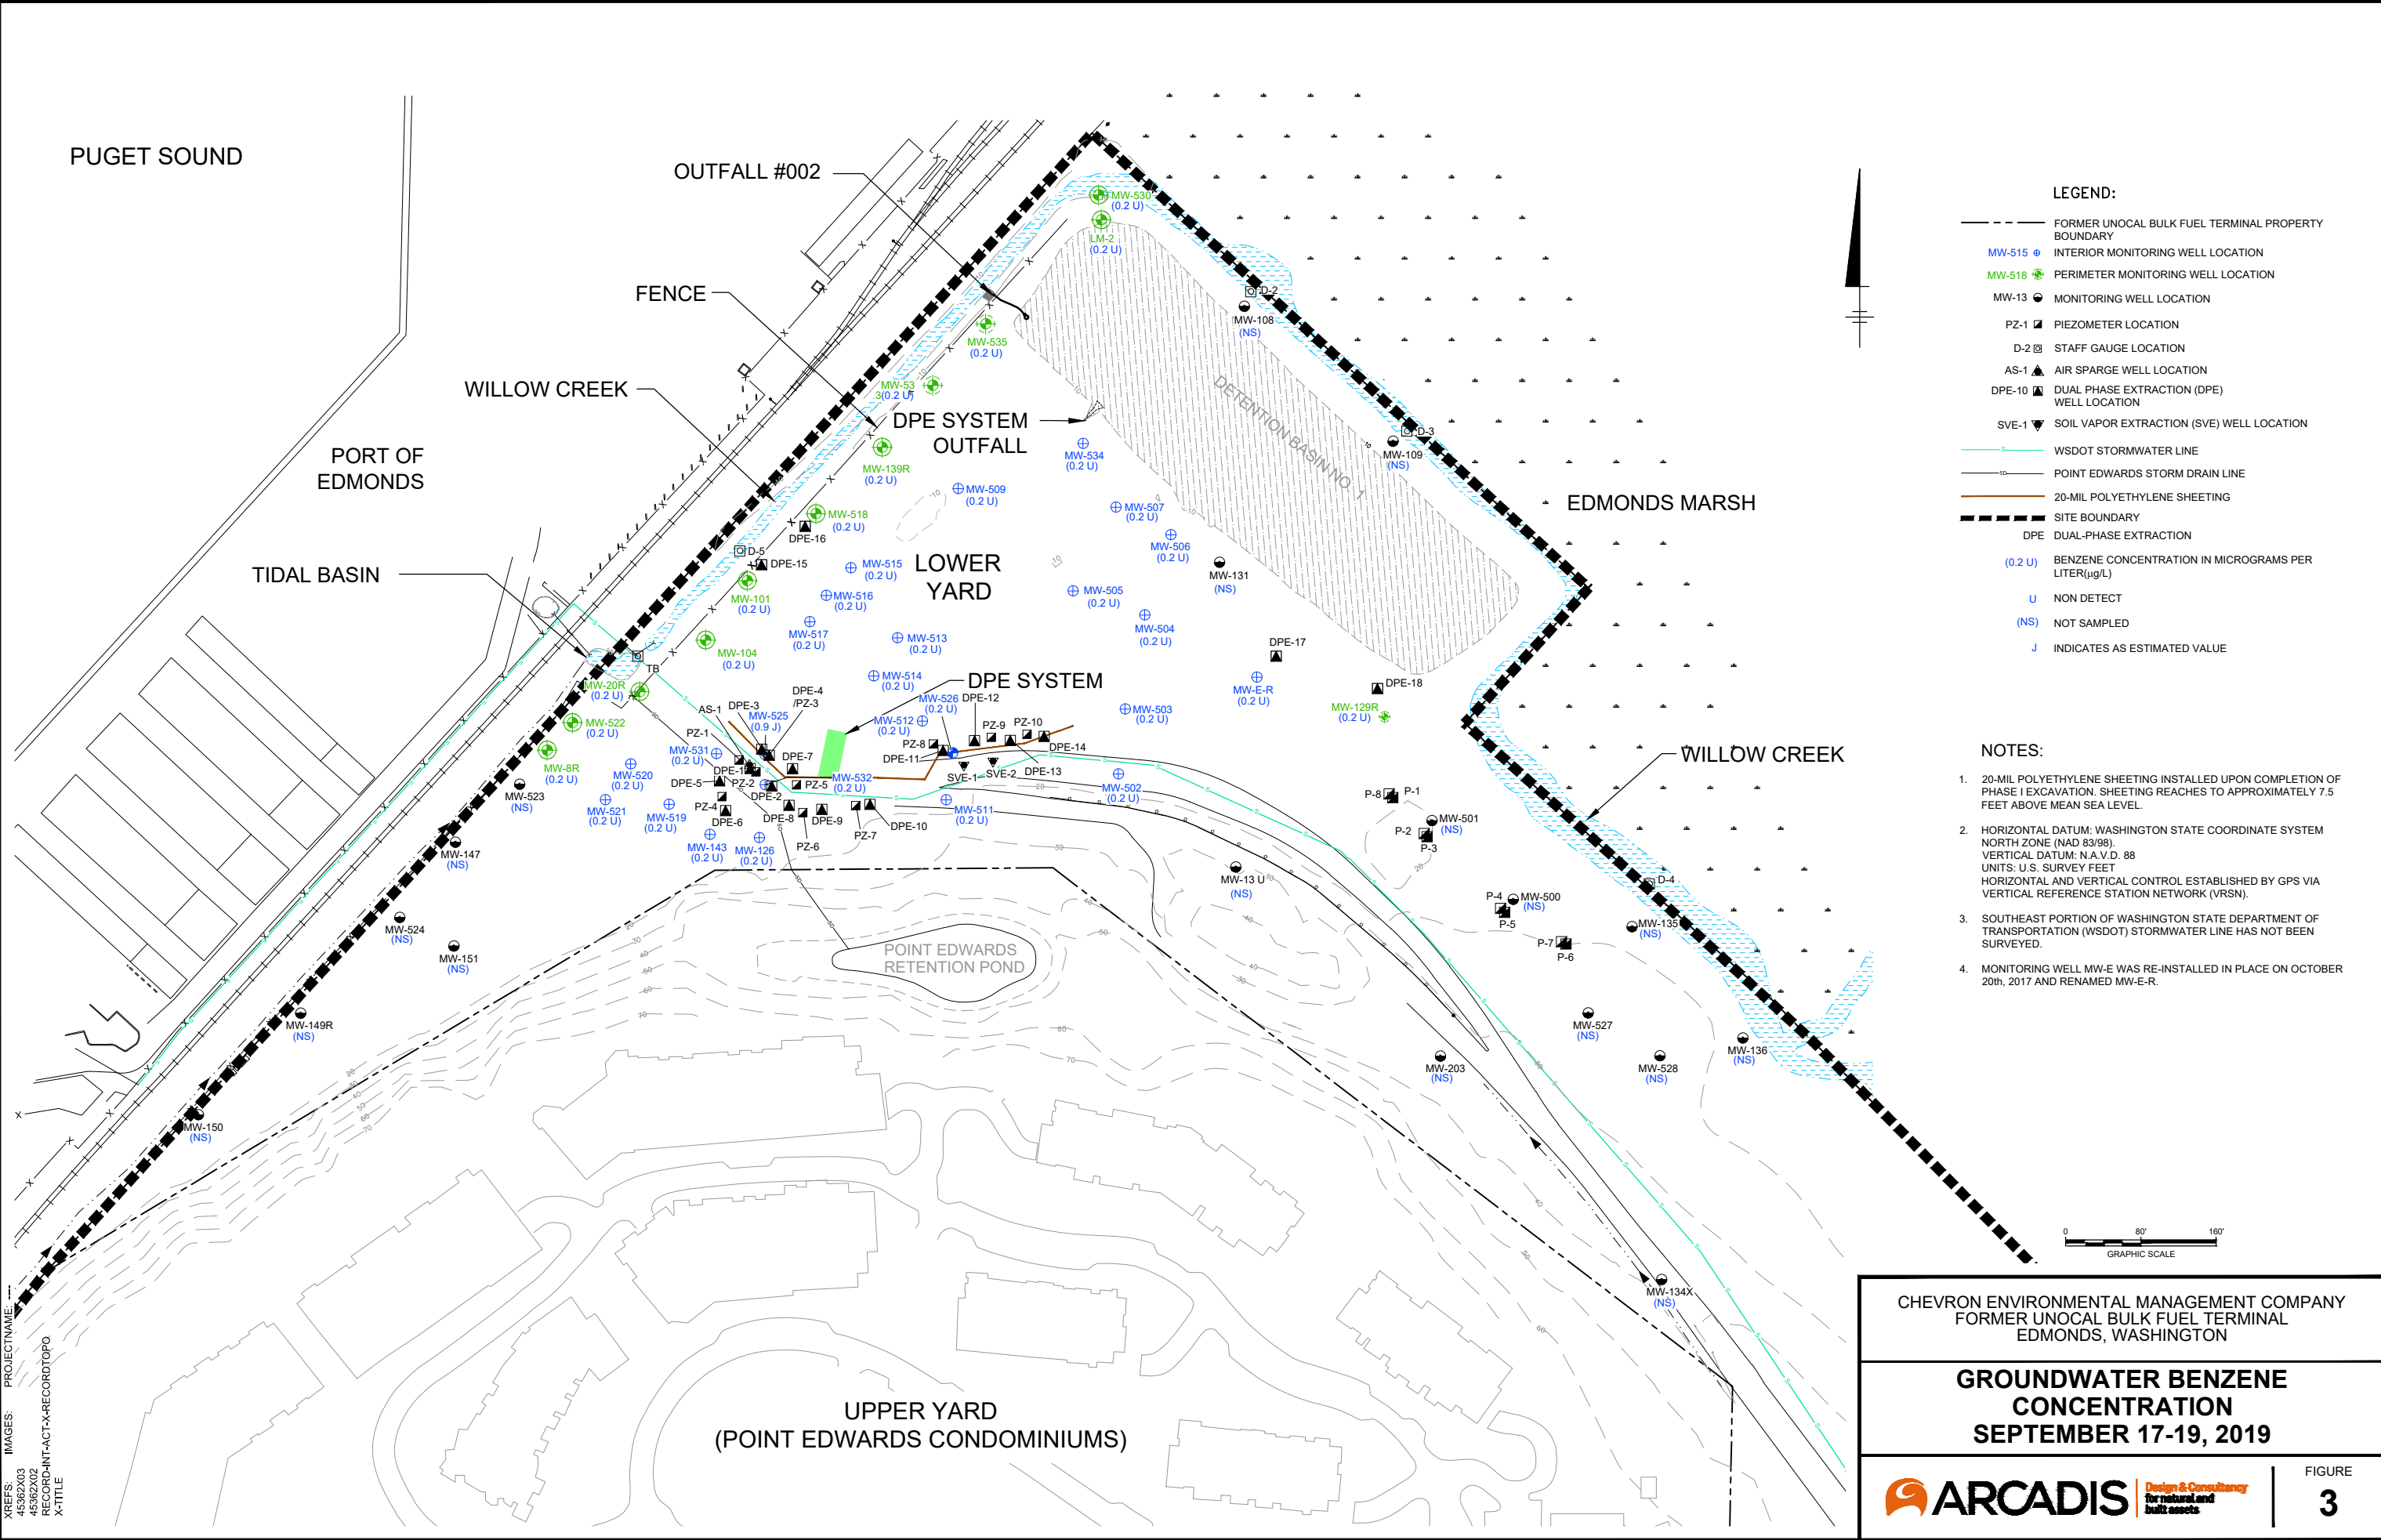 PUGET SOUND
OUTFALL #002
FENCE
WILLOW CREEK
PORT OF
EDMONDS
TIDAL BASIN
DPE SYSTEM
OUTFALL
LOWER
YARD
DPE SYSTEM
DETENTION BASIN NO. 1
EDMONDS MARSH
WILLOW CREEK
POINT EDWARDS
RETENTION POND
UPPER YARD
(POINT EDWARDS CONDOMINIUMS)
MW-530
(0.2 U)
LM-2
(0.2 U)
D-2
MW-108
(NS)
MW-535
(0.2 U)
MW-53
3(0.2 U)
MW-139R
(0.2 U)
MW-534
(0.2 U)
D-3
MW-109
(NS)
MW-509
(0.2 U)
MW-507
(0.2 U)
MW-518
(0.2 U)
DPE-16
MW-506
(0.2 U)
D-5
DPE-15
MW-515
(0.2 U)
MW-131
(NS)
MW-101
(0.2 U)
MW-516
(0.2 U)
MW-505
(0.2 U)
MW-517
(0.2 U)
MW-504
(0.2 U)
MW-513
(0.2 U)
MW-104
(0.2 U)
DPE-17
TB
MW-514
(0.2 U)
MW-E-R
(0.2 U)
DPE-18
MW-20R
(0.2 U)
MW-129R
(0.2 U)
MW-522
(0.2 U)
MW-8R
(0.2 U)
AS-1
DPE-3
DPE-4
/PZ-3
MW-525
(0.9 J)
PZ-1
MW-512
(0.2 U)
MW-526
(0.2 U)
DPE-12
PZ-9
PZ-10
MW-503
(0.2 U)
MW-531
(0.2 U)
DPE-7
PZ-8
DPE-11
DPE-14
DPE-13
SVE-1
SVE-2
DPE-1
DPE-5
PZ-2
PZ-5
MW-532
(0.2 U)
DPE-2
MW-502
(0.2 U)
MW-520
(0.2 U)
MW-523
(NS)
MW-521
(0.2 U)
MW-519
(0.2 U)
PZ-4
DPE-6
DPE-8
DPE-9
PZ-6
PZ-7
DPE-10
MW-511
(0.2 U)
MW-143
(0.2 U)
MW-126
(0.2 U)
P-8
P-1
MW-501
(NS)
P-2
P-3
MW-147
(NS)
MW-13 U
(NS)
D-4
P-4
MW-500
(NS)
P-5
MW-135
(NS)
P-7
P-6
MW-524
(NS)
MW-151
(NS)
MW-149R
(NS)
MW-527
(NS)
MW-136
(NS)
MW-203
(NS)
MW-528
(NS)
MW-150
(NS)
MW-134X
(NS)
LEGEND:
FORMER UNOCAL BULK FUEL TERMINAL PROPERTY
BOUNDARY
MW-515 INTERIOR MONITORING WELL LOCATION
MW-518 PERIMETER MONITORING WELL LOCATION
MW-13 MONITORING WELL LOCATION
PZ-1 PIEZOMETER LOCATION
D-2 STAFF GAUGE LOCATION
AS-1 AIR SPARGE WELL LOCATION
DPE-10 DUAL PHASE EXTRACTION (DPE)
WELL LOCATION
SVE-1 SOIL VAPOR EXTRACTION (SVE) WELL LOCATION
S WSDOT STORMWATER LINE
SD POINT EDWARDS STORM DRAIN LINE
20-MIL POLYETHYLENE SHEETING
SITE BOUNDARY
DPE DUAL-PHASE EXTRACTION
(0.2 U) BENZENE CONCENTRATION IN MICROGRAMS PER
LITER(µg/L)
U NON DETECT
(NS) NOT SAMPLED
J INDICATES AS ESTIMATED VALUE
NOTES:
1. 20-MIL POLYETHYLENE SHEETING INSTALLED UPON COMPLETION OF
PHASE I EXCAVATION. SHEETING REACHES TO APPROXIMATELY 7.5
FEET ABOVE MEAN SEA LEVEL.
2. HORIZONTAL DATUM: WASHINGTON STATE COORDINATE SYSTEM
NORTH ZONE (NAD 83/98).
VERTICAL DATUM: N.A.V.D. 88
UNITS: U.S. SURVEY FEET
HORIZONTAL AND VERTICAL CONTROL ESTABLISHED BY GPS VIA
VERTICAL REFERENCE STATION NETWORK (VRSN).
3. SOUTHEAST PORTION OF WASHINGTON STATE DEPARTMENT OF
TRANSPORTATION (WSDOT) STORMWATER LINE HAS NOT BEEN
SURVEYED.
4. MONITORING WELL MW-E WAS RE-INSTALLED IN PLACE ON OCTOBER
20th, 2017 AND RENAMED MW-E-R.
0 80' 160'
GRAPHIC SCALE
CHEVRON ENVIRONMENTAL MANAGEMENT COMPANY
FORMER UNOCAL BULK FUEL TERMINAL
EDMONDS, WASHINGTON
GROUNDWATER BENZENE
CONCENTRATION
SEPTEMBER 17-19, 2019
ARCADIS
Design & Consultancy
for natural and
built assets
FIGURE
3
XREFS: IMAGES: PROJECTNAME: ---
45362X03
45362X02
RECORD-INT-ACT-X-RECORDTOPO
X-TITLE